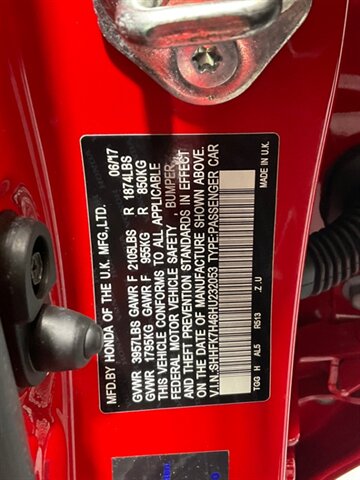 MFD.BY HONDA OF THE U.K. MFG.,LTD. 06/17
GVWR 3957LBS GAWR F 2105LBS R 1874LBS
GVWR 1795KG GAWR F 955KG R 850KG
THIS VEHICLE CONFORMS TO ALL APPLICABLE
FEDERAL MOTOR VEHICLE SAFETY , BUMPER ,
AND THEFT PREVENTION STANDARDS IN EFFECT
ON THE DATE OF MANUFACTURE SHOWN ABOVE.
V.I.N.:SHHFK7H46HU222053 TYPE:PASSENGER CAR
TGG H AL5 R513 .Z .U MADE IN U.K.